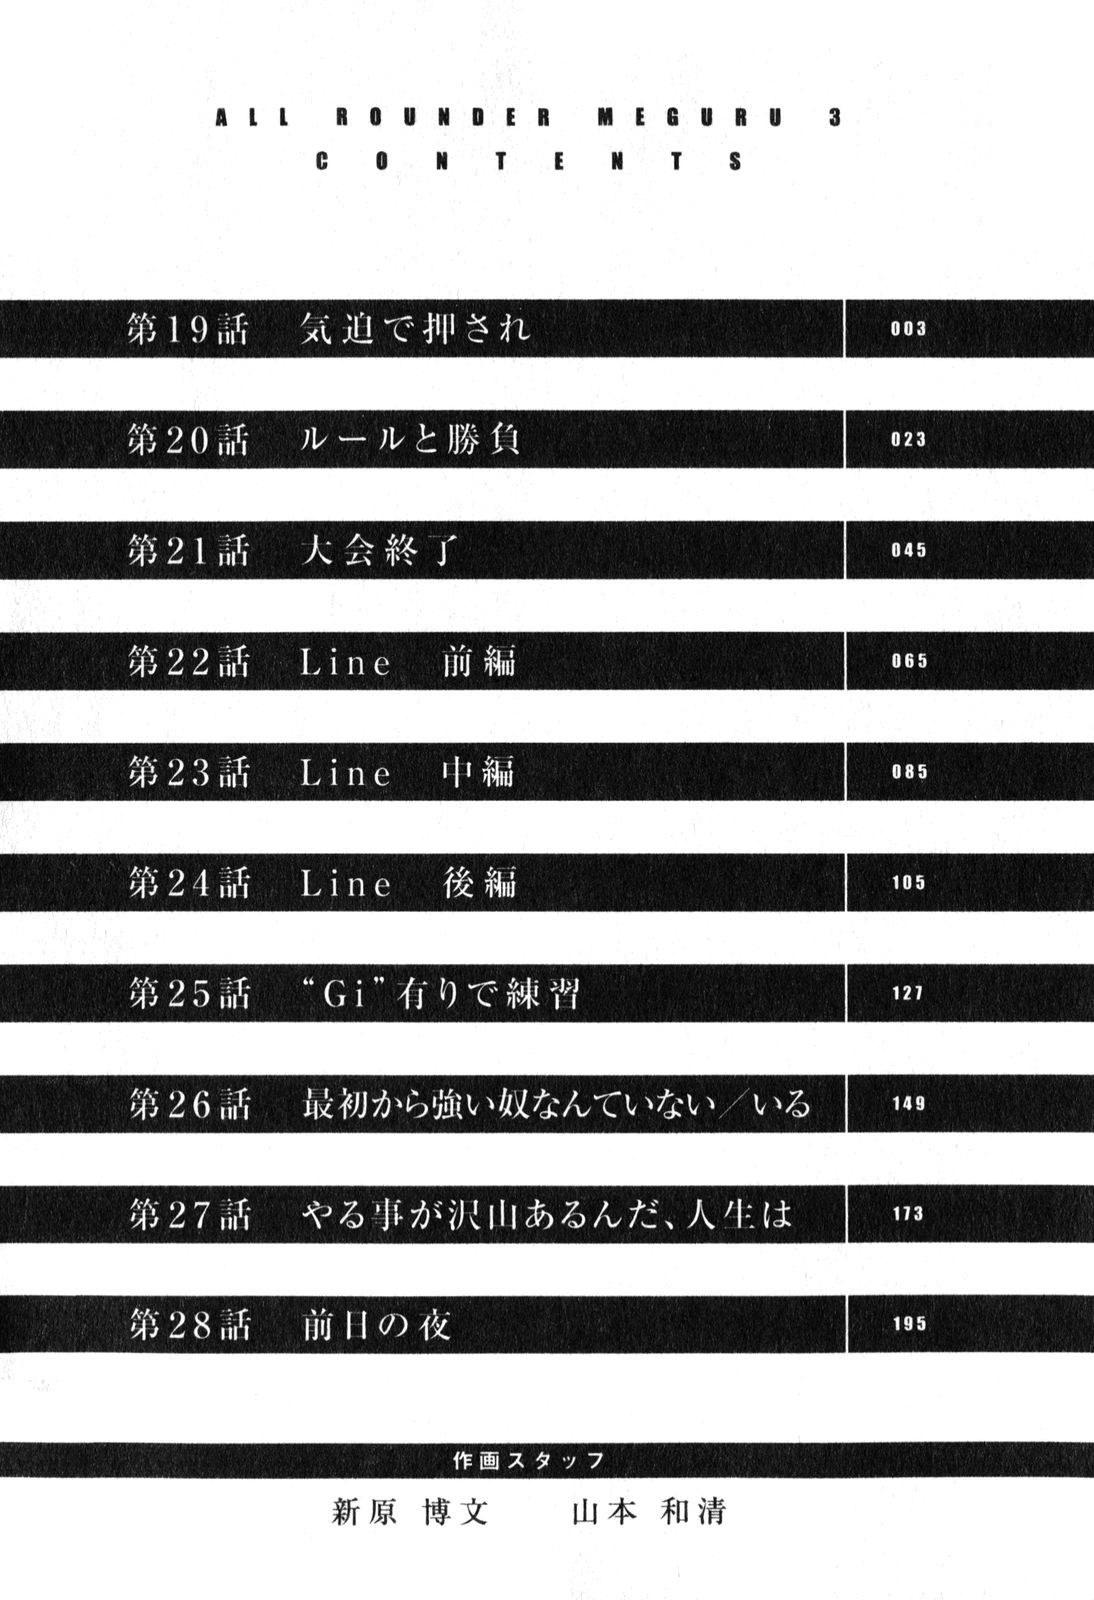 ALL ROUNDER MEGURU 3
CONTENTS
第19話 気迫で押され 003
第20話 ルールと勝負 023
第21話 大会終了 045
第22話 Line 前編 065
第23話 Line 中編 085
第24話 Line 後編 105
第25話 “Gi”有りで練習 127
第26話 最初から強い奴なんていない／いる 149
第27話 やる事が沢山あるんだ、人生は 173
第28話 前日の夜 195
作画スタッフ
新原 博文 山本 和清